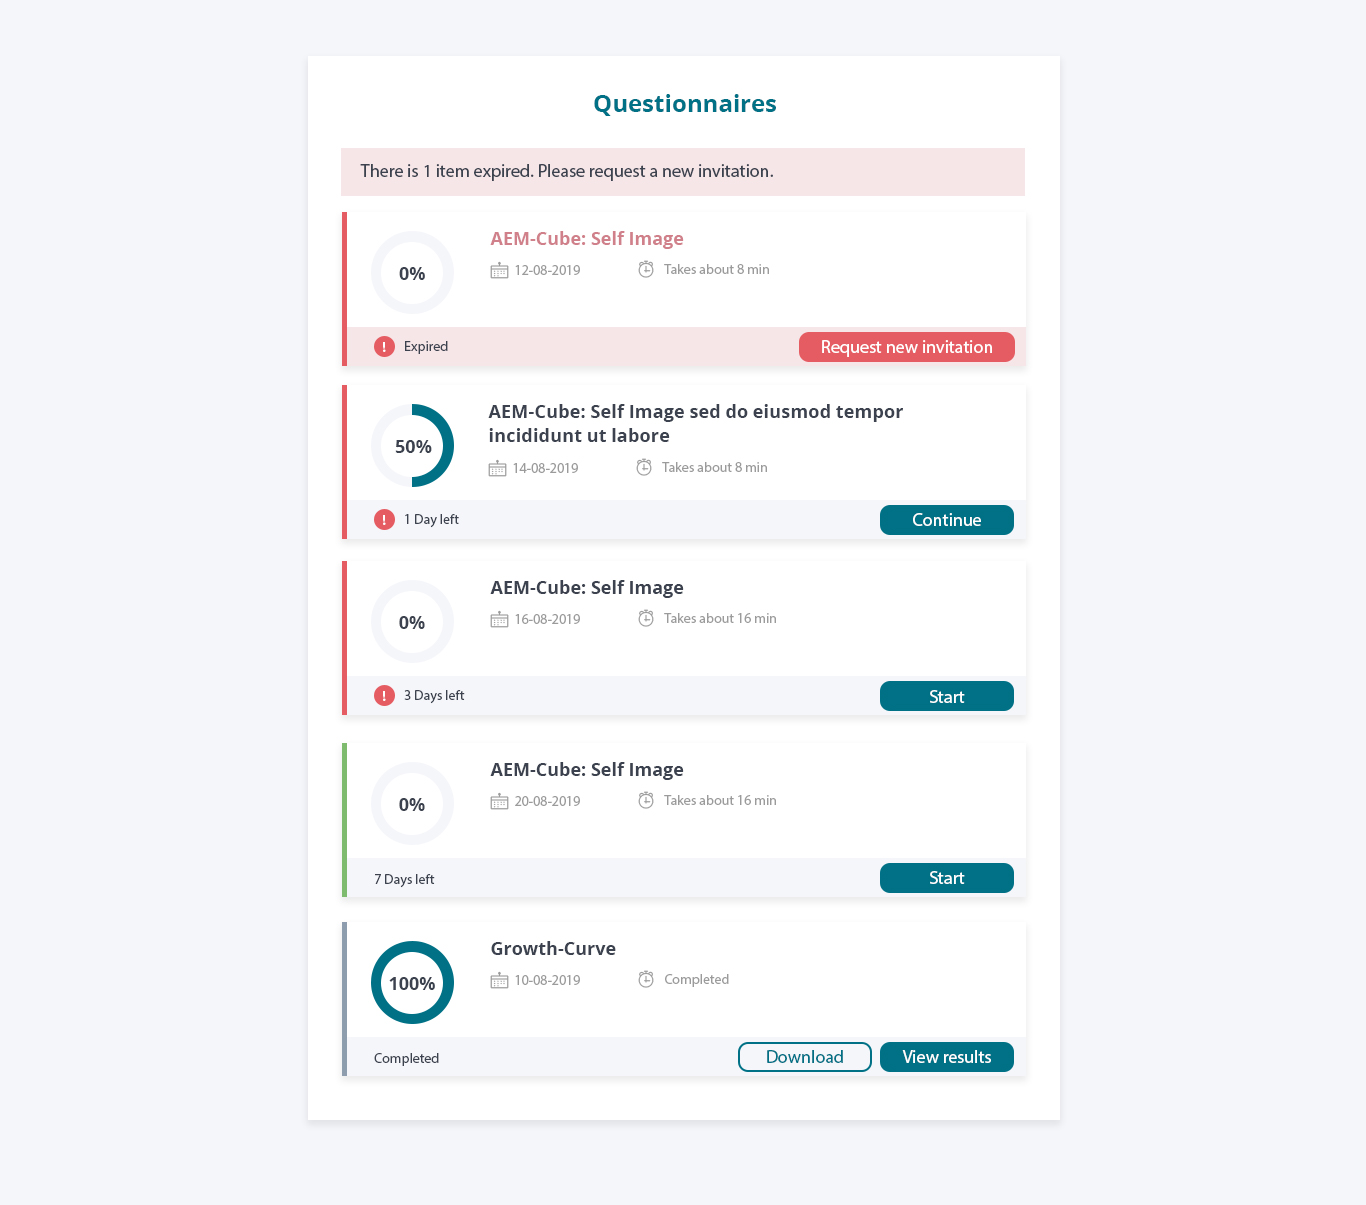 Questionnaires
There is 1 item expired. Please request a new invitation.
AEM-Cube: Self Image
0%
12-08-2019 Takes about 8 min
! Expired Request new invitation
AEM-Cube: Self Image sed do eiusmod tempor
incididunt ut labore
50%
14-08-2019 Takes about 8 min
! 1 Day left Continue
AEM-Cube: Self Image
0%
16-08-2019 Takes about 16 min
! 3 Days left Start
AEM-Cube: Self Image
0%
20-08-2019 Takes about 16 min
7 Days left Start
Growth-Curve
100%
10-08-2019 Completed
Completed Download View results